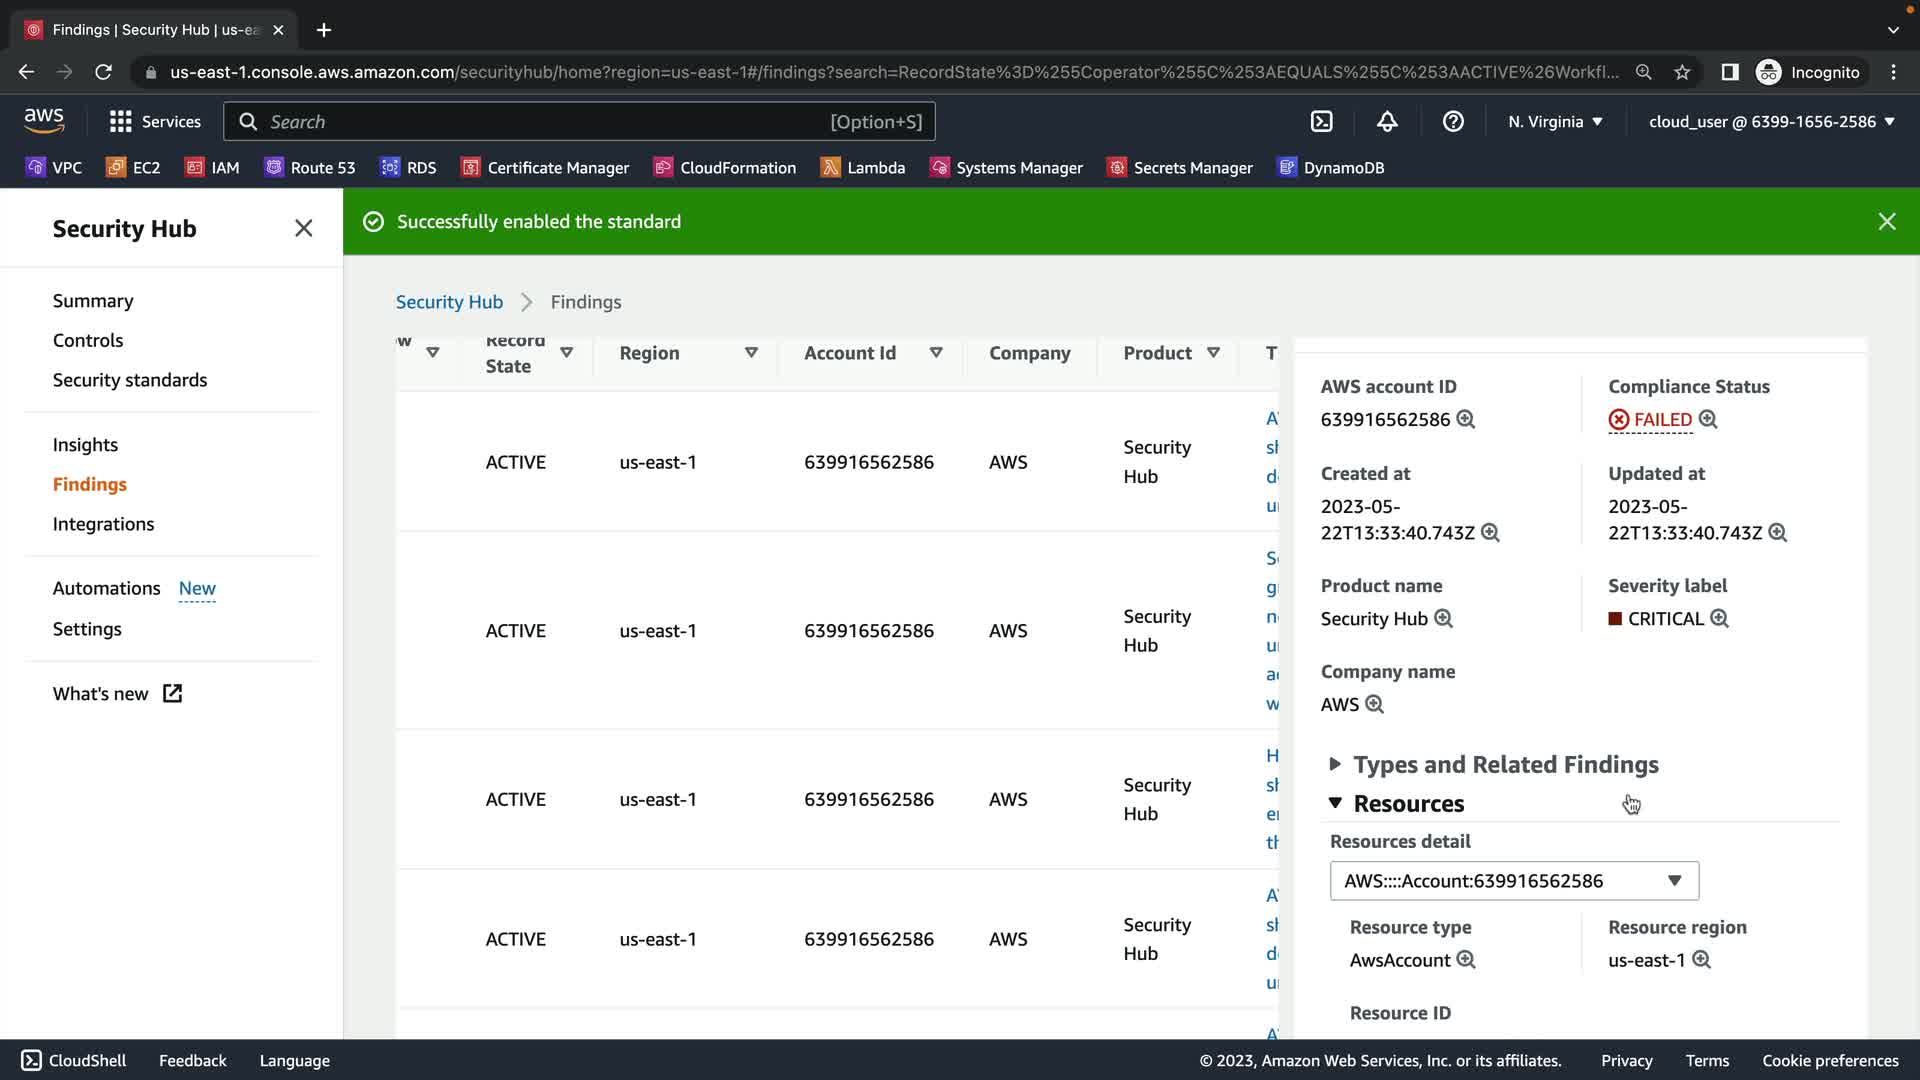 Findings | Security Hub | us-ea
us-east-1.console.aws.amazon.com/securityhub/home?region=us-east-1#/findings?search=RecordState%3D%255Coperator%255C%253AEQUALS%255C%253AACTIVE%26Workfl...
Incognito
aws
Services
Search
[Option+S]
N. Virginia
cloud_user @ 6399-1656-2586
VPC
EC2
IAM
Route 53
RDS
Certificate Manager
CloudFormation
Lambda
Systems Manager
Secrets Manager
DynamoDB
Security Hub
Summary
Controls
Security standards
Insights
Findings
Integrations
Automations New
Settings
What's new
Successfully enabled the standard
Security Hub > Findings
w
Record
State
Region
Account Id
Company
Product
T
ACTIVE
us-east-1
639916562586
AWS
Security
Hub
A
sh
d
u
ACTIVE
us-east-1
639916562586
AWS
Security
Hub
S
g
n
u
a
w
ACTIVE
us-east-1
639916562586
AWS
Security
Hub
H
sh
e
th
ACTIVE
us-east-1
639916562586
AWS
Security
Hub
A
sh
d
u
A
AWS account ID
639916562586
Compliance Status
FAILED
Created at
2023-05-
22T13:33:40.743Z
Updated at
2023-05-
22T13:33:40.743Z
Product name
Security Hub
Severity label
CRITICAL
Company name
AWS
Types and Related Findings
Resources
Resources detail
AWS::::Account:639916562586
Resource type
AwsAccount
Resource region
us-east-1
Resource ID
CloudShell
Feedback
Language
© 2023, Amazon Web Services, Inc. or its affiliates.
Privacy
Terms
Cookie preferences